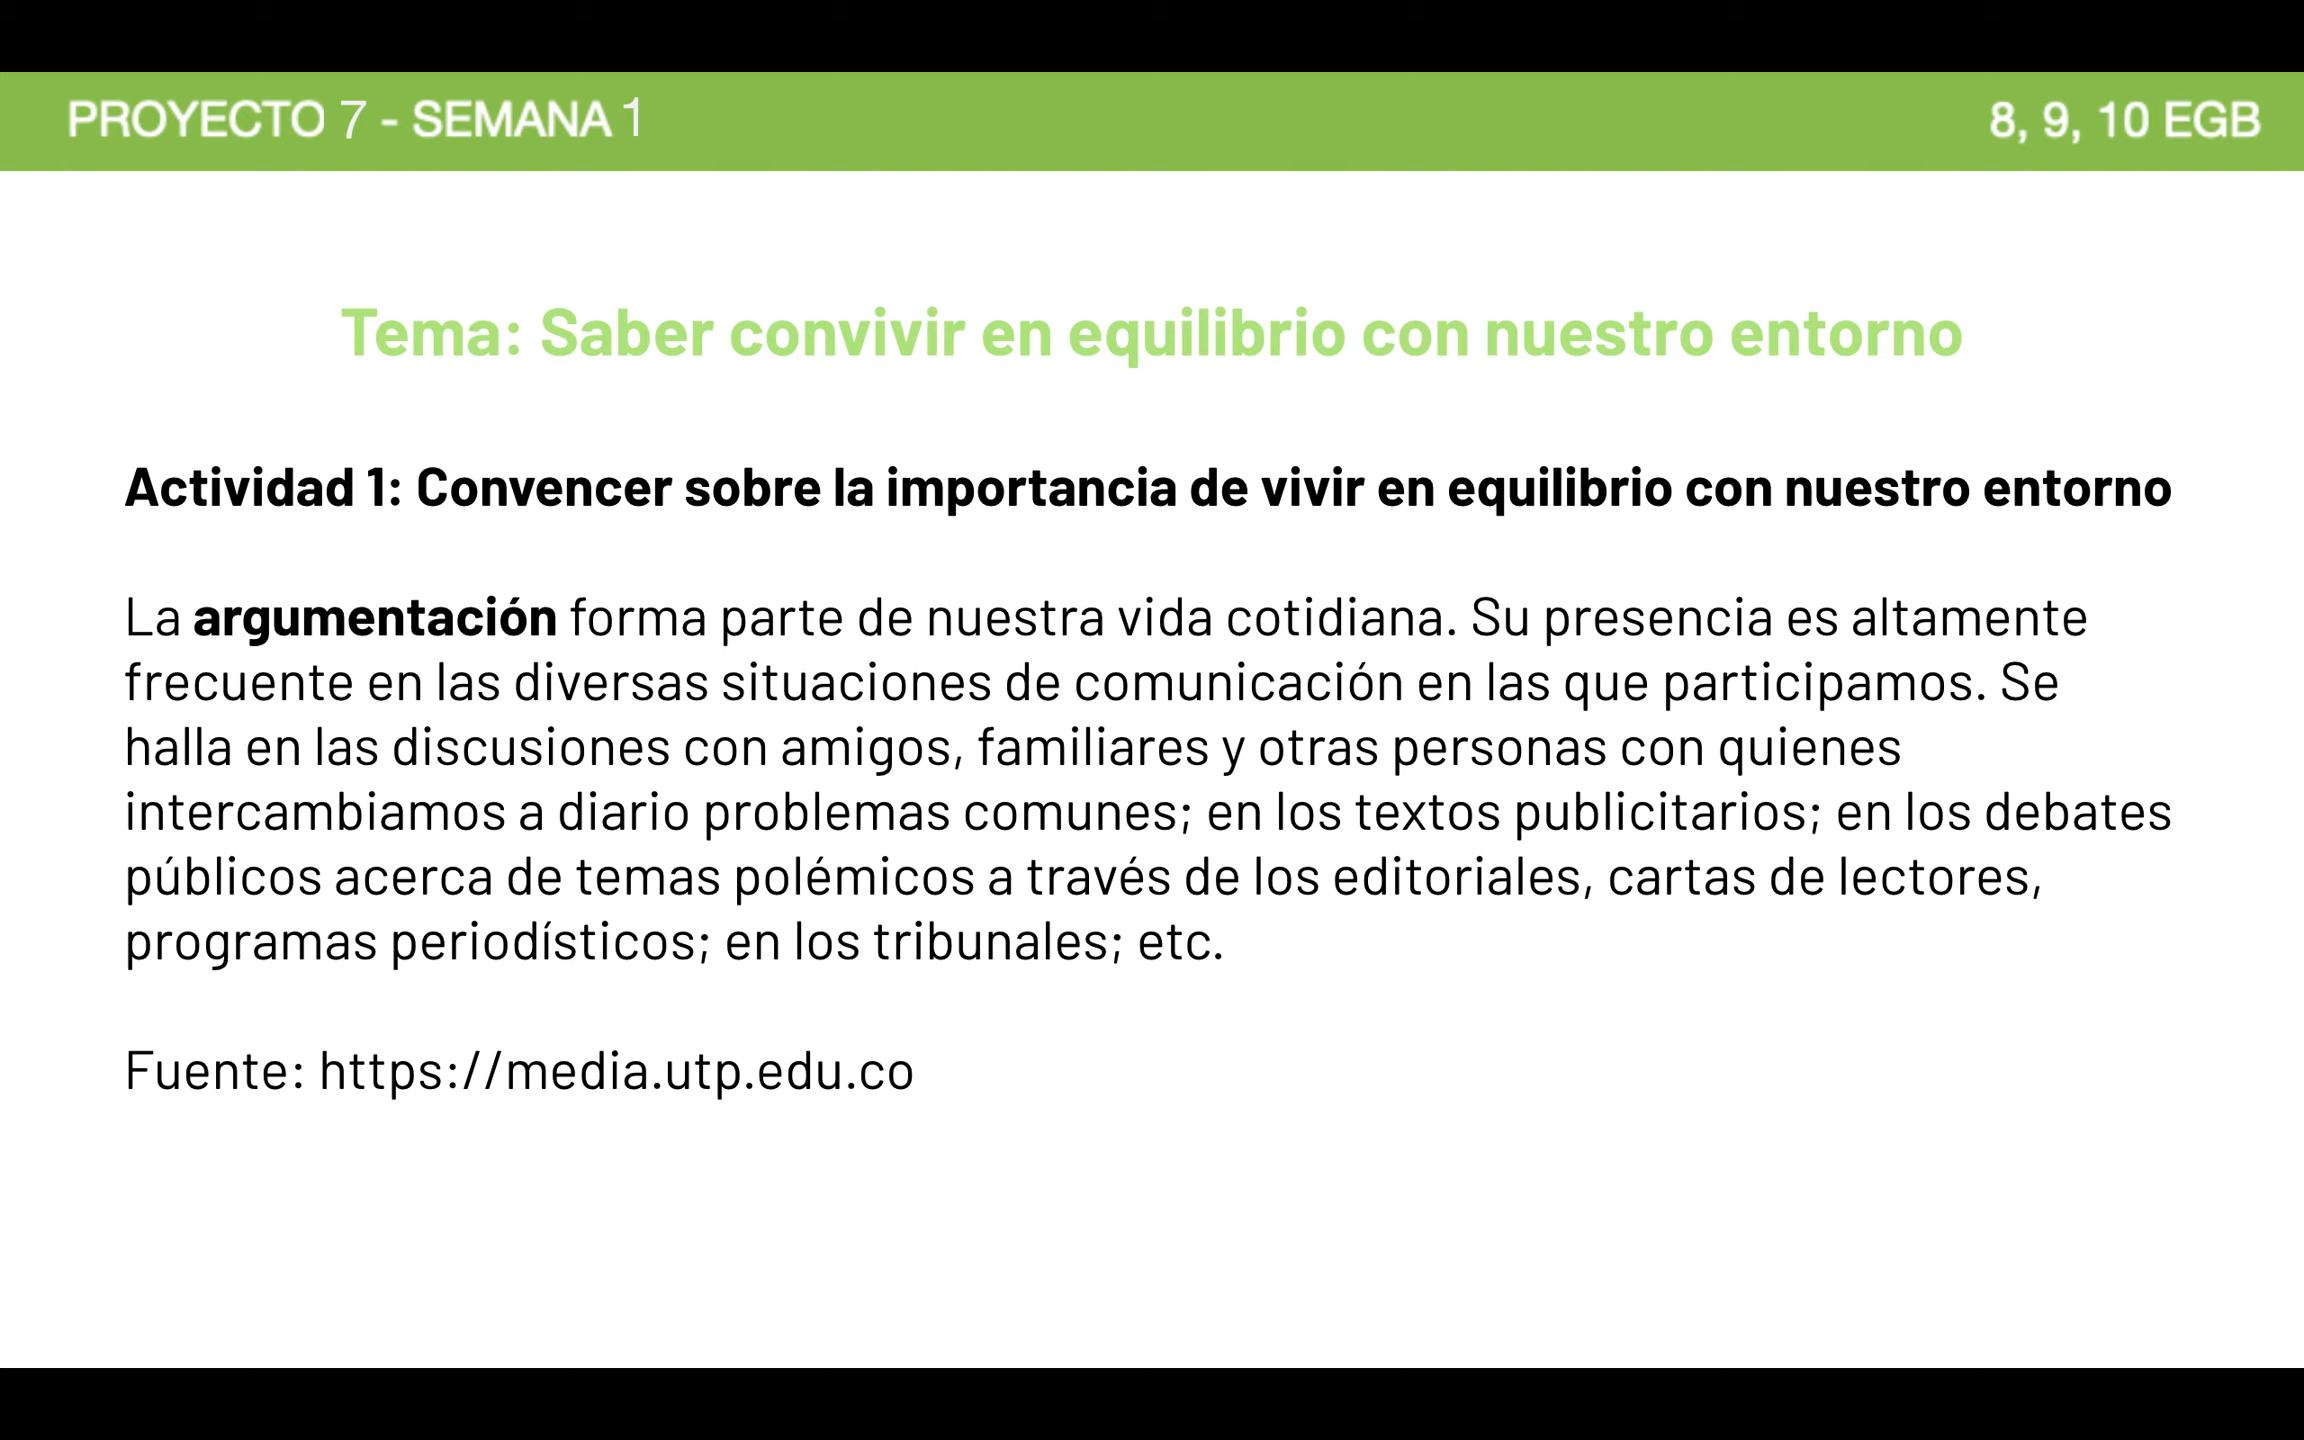 PROYECTO 7 - SEMANA 1
8, 9, 10 EGB
Tema: Saber convivir en equilibrio con nuestro entorno
Actividad 1: Convencer sobre la importancia de vivir en equilibrio con nuestro entorno
La argumentación forma parte de nuestra vida cotidiana. Su presencia es altamente
frecuente en las diversas situaciones de comunicación en las que participamos. Se
halla en las discusiones con amigos, familiares y otras personas con quienes
intercambiamos a diario problemas comunes; en los textos publicitarios; en los debates
públicos acerca de temas polémicos a través de los editoriales, cartas de lectores,
programas periodísticos; en los tribunales; etc.
Fuente: https://media.utp.edu.co